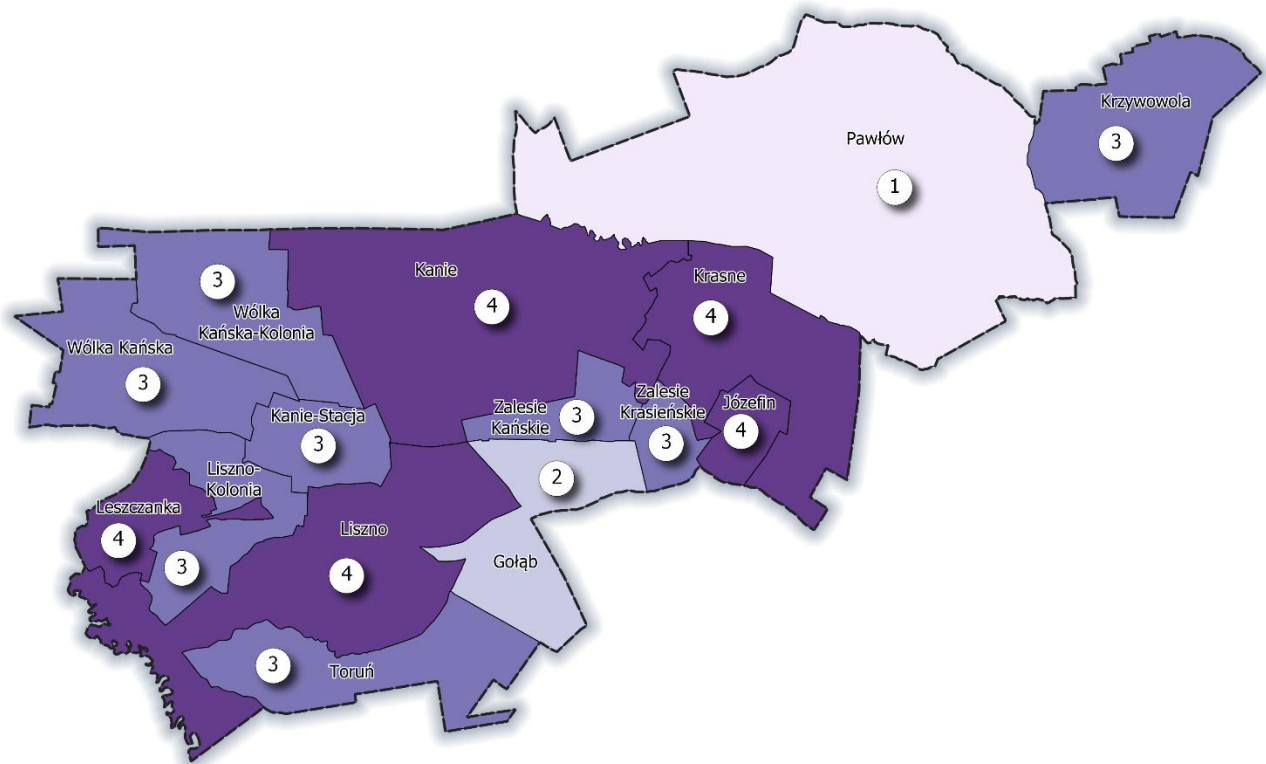 Krzywowola
3
Pawłów
1
Kanie
4
Krasne
4
3
Wólka
Kańska-Kolonia
Wólka Kańska
3
Kanie-Stacja
3
Zalesie
Kańskie
3
Zalesie
Krasieńskie
3
Józefin
4
Liszno-
Kolonia
2
Leszczanka
4
3
Liszno
4
Gołąb
3
Toruń